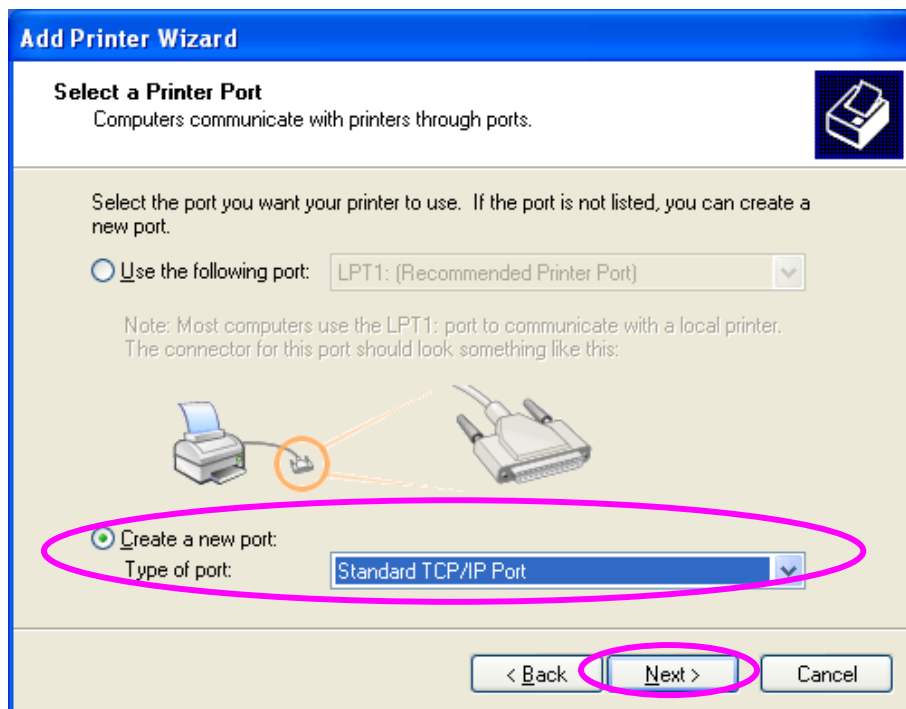 Add Printer Wizard
Select a Printer Port
Computers communicate with printers through ports.
Select the port you want your printer to use. If the port is not listed, you can create a
new port.
Use the following port: LPT1: (Recommended Printer Port)
Note: Most computers use the LPT1: port to communicate with a local printer.
The connector for this port should look something like this:
Create a new port:
Type of port: Standard TCP/IP Port
< Back Next > Cancel